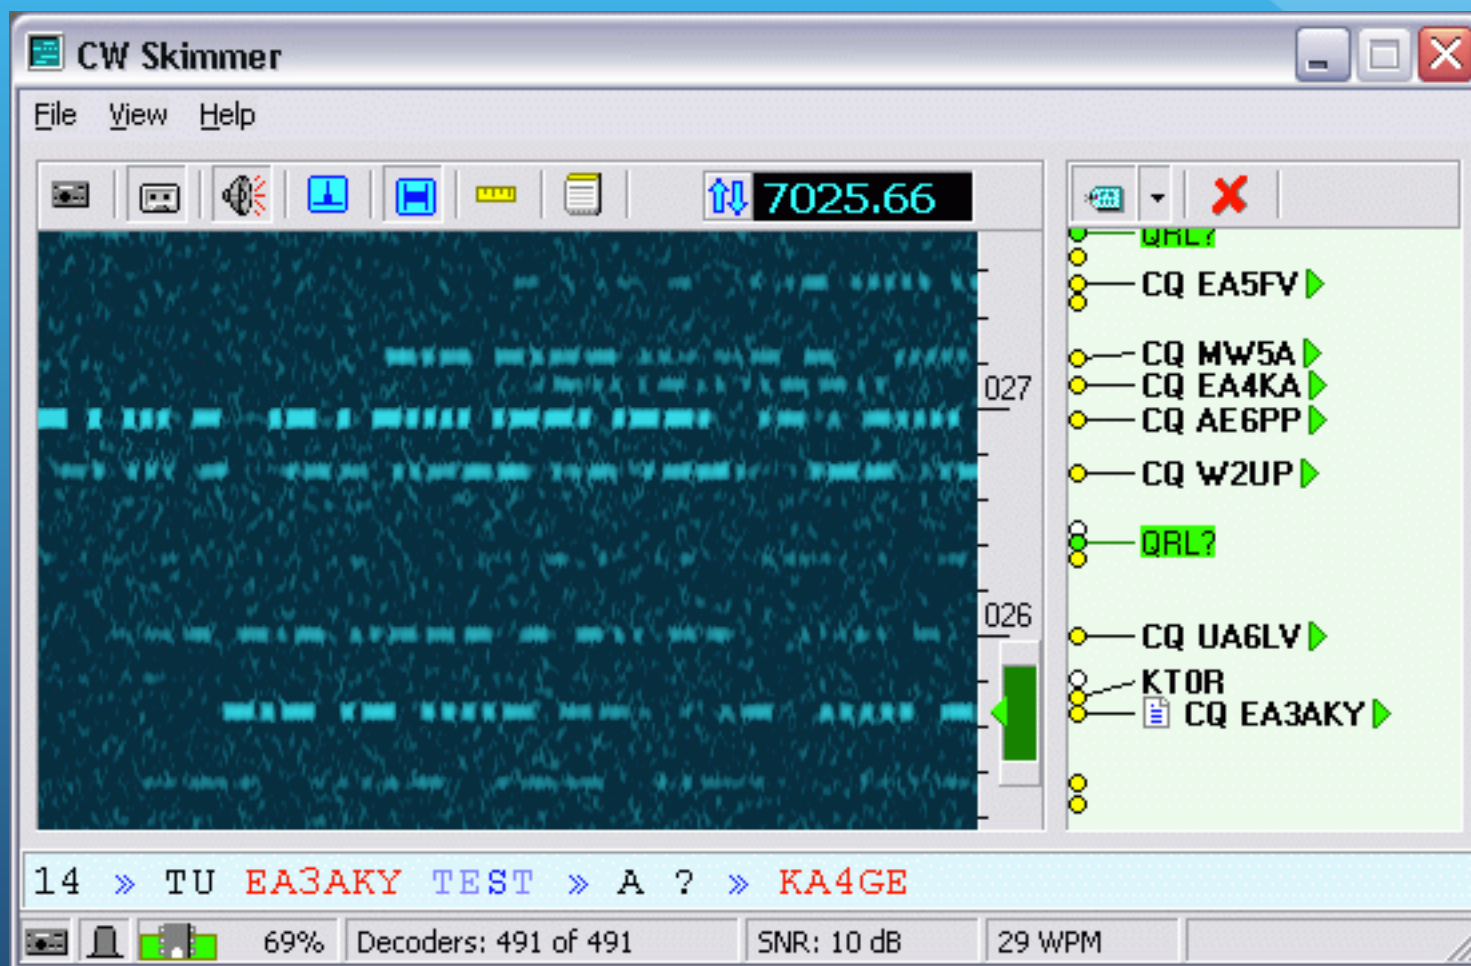 CW Skimmer
File View Help
7025.66
QRL?
CQ EA5FV
CQ MW5A
027
CQ EA4KA
CQ AE6PP
CQ W2UP
QRL?
026
CQ UA6LV
KT0R
CQ EA3AKY
14 » TU EA3AKY TEST » A ? » KA4GE
69% Decoders: 491 of 491 SNR: 10 dB 29 WPM